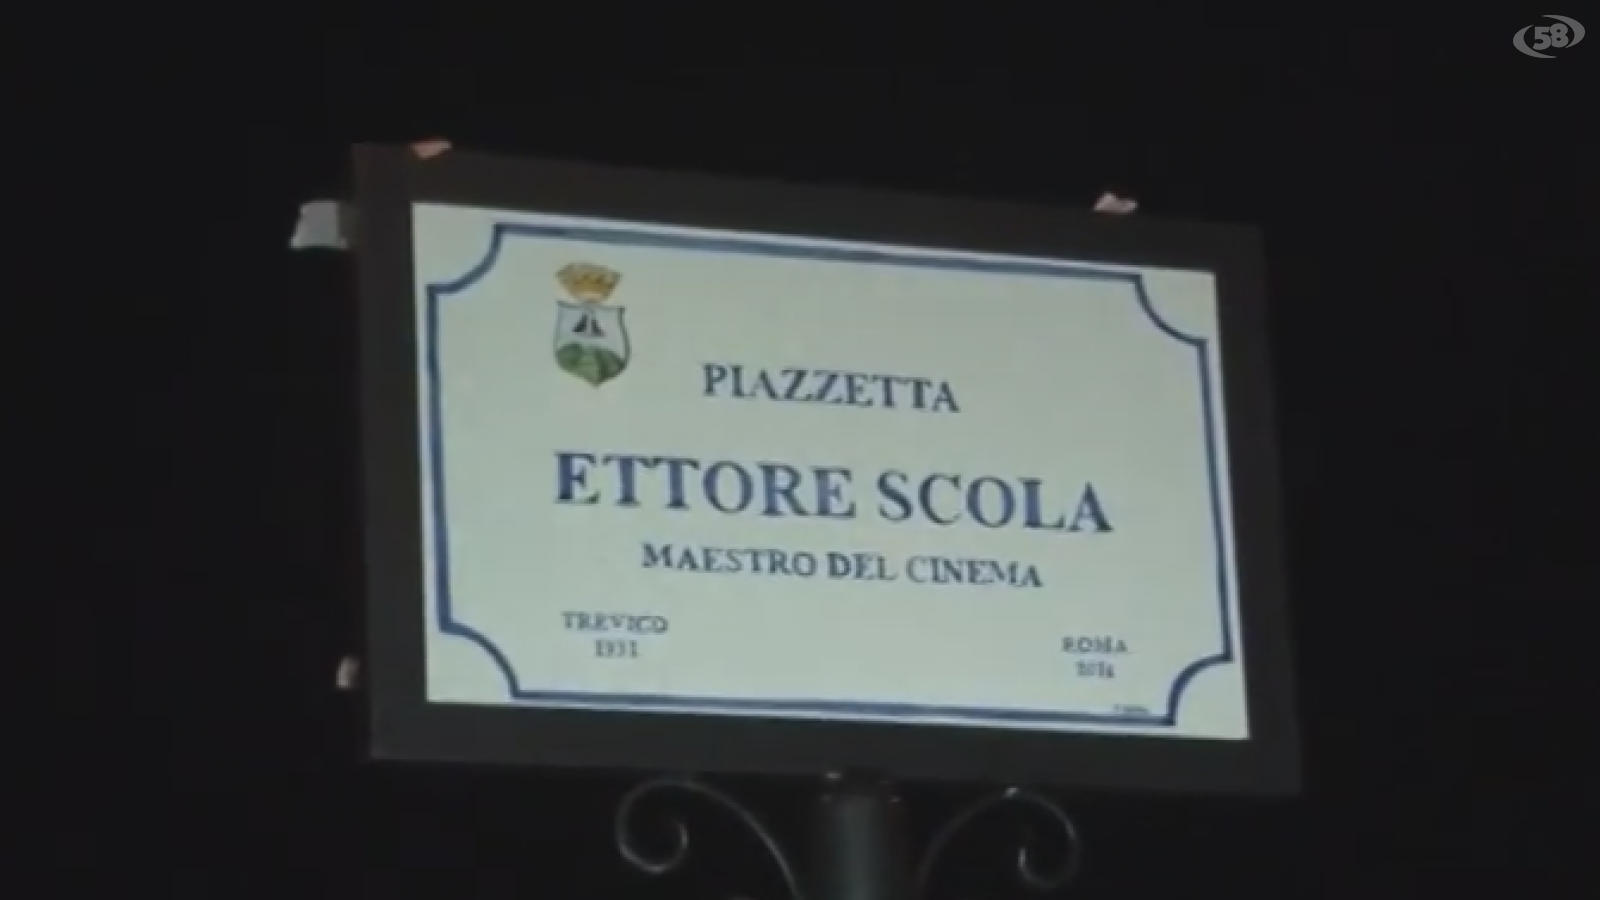 58
PIAZZETTA
ETTORE SCOLA
MAESTRO DEL CINEMA
TREVICO
1931
ROMA
2016